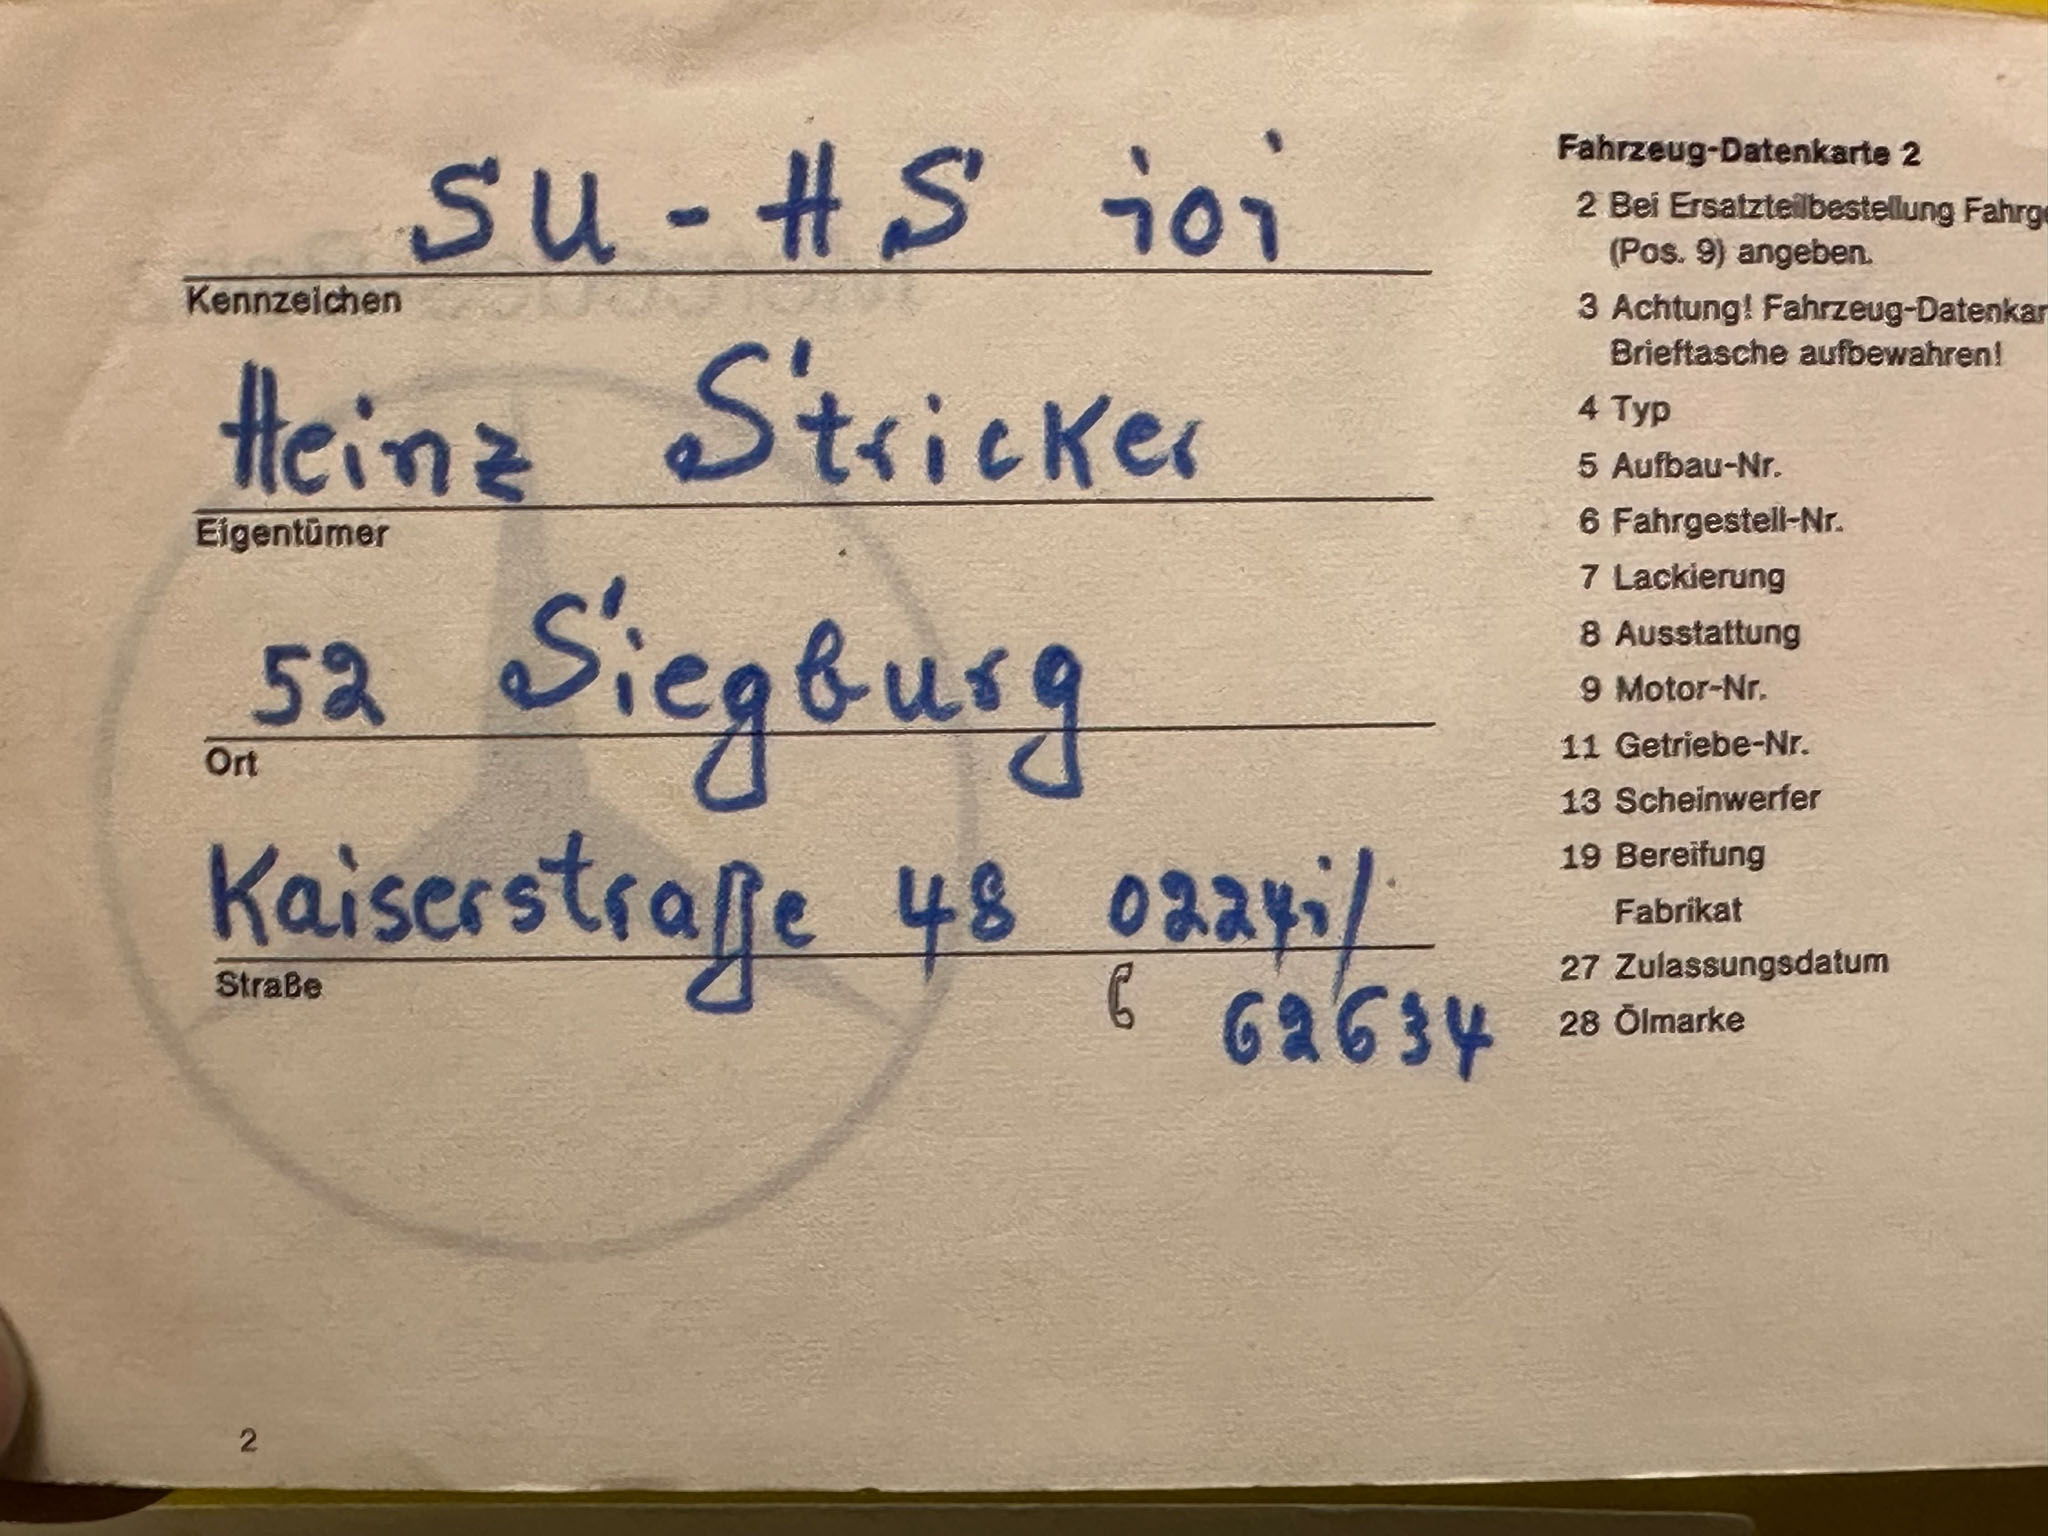 SU - HS 101
Kennzeichen
Heinz Stricker
Eigentümer
52 Siegburg
Ort
Kaiserstraße 48 02241/
Straße
6 62634
2
Fahrzeug-Datenkarte 2
2 Bei Ersatzteilbestellung Fahrge
(Pos. 9) angeben.
3 Achtung! Fahrzeug-Datenkar
Brieftasche aufbewahren!
4 Typ
5 Aufbau-Nr.
6 Fahrgestell-Nr.
7 Lackierung
8 Ausstattung
9 Motor-Nr.
11 Getriebe-Nr.
13 Scheinwerfer
19 Bereifung
Fabrikat
27 Zulassungsdatum
28 Ölmarke